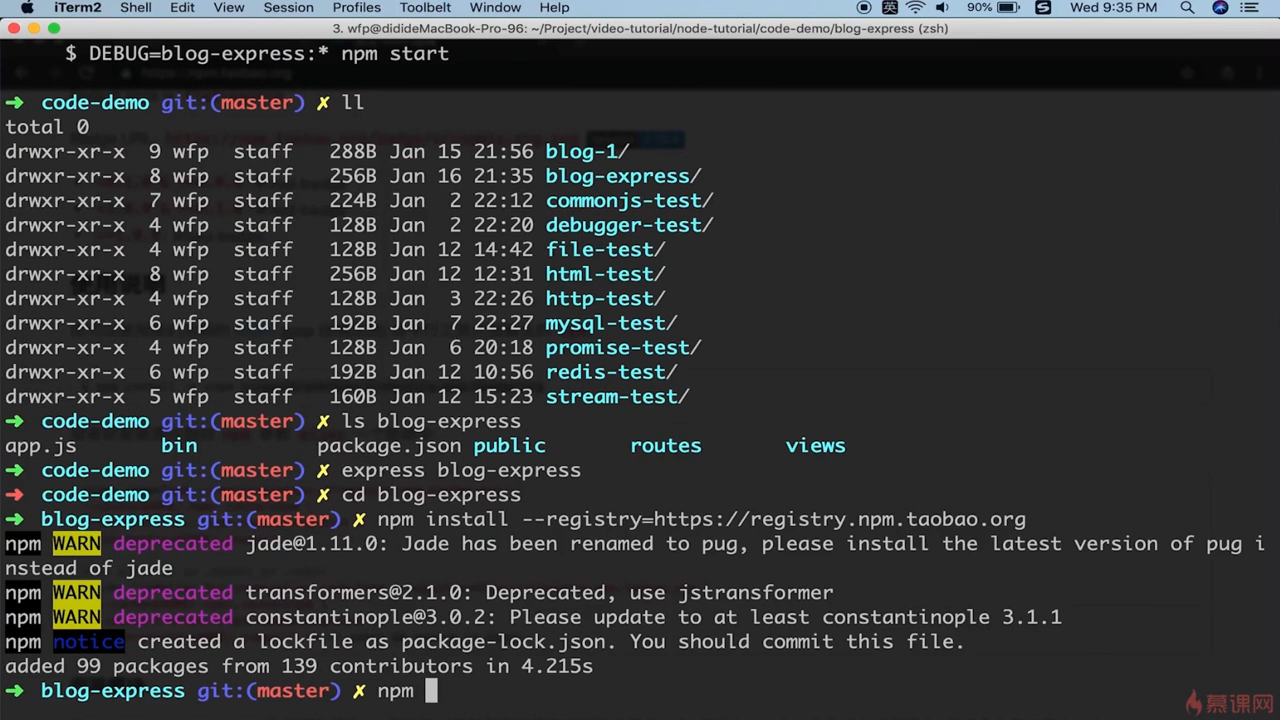 iTerm2 Shell Edit View Session Profiles Toolbelt Window Help 英 90% S Wed 9:35 PM
3. wfp@didideMacBook-Pro-96: ~/Project/video-tutorial/node-tutorial/code-demo/blog-express (zsh)
$ DEBUG=blog-express:* npm start
➜ code-demo git:(master) ✗ ll
total 0
drwxr-xr-x 9 wfp staff 288B Jan 15 21:56 blog-1/
drwxr-xr-x 8 wfp staff 256B Jan 16 21:35 blog-express/
drwxr-xr-x 7 wfp staff 224B Jan 2 22:12 commonjs-test/
drwxr-xr-x 4 wfp staff 128B Jan 2 22:20 debugger-test/
drwxr-xr-x 4 wfp staff 128B Jan 12 14:42 file-test/
drwxr-xr-x 8 wfp staff 256B Jan 12 12:31 html-test/
drwxr-xr-x 4 wfp staff 128B Jan 3 22:26 http-test/
drwxr-xr-x 6 wfp staff 192B Jan 7 22:27 mysql-test/
drwxr-xr-x 4 wfp staff 128B Jan 6 20:18 promise-test/
drwxr-xr-x 6 wfp staff 192B Jan 12 10:56 redis-test/
drwxr-xr-x 5 wfp staff 160B Jan 12 15:23 stream-test/
➜ code-demo git:(master) ✗ ls blog-express
app.js bin package.json public routes views
➜ code-demo git:(master) ✗ express blog-express
➜ code-demo git:(master) ✗ cd blog-express
➜ blog-express git:(master) ✗ npm install --registry=https://registry.npm.taobao.org
npm WARN deprecated jade@1.11.0: Jade has been renamed to pug, please install the latest version of pug i
nstead of jade
npm WARN deprecated transformers@2.1.0: Deprecated, use jstransformer
npm WARN deprecated constantinople@3.0.2: Please update to at least constantinople 3.1.1
npm notice created a lockfile as package-lock.json. You should commit this file.
added 99 packages from 139 contributors in 4.215s
➜ blog-express git:(master) ✗ npm
慕课网